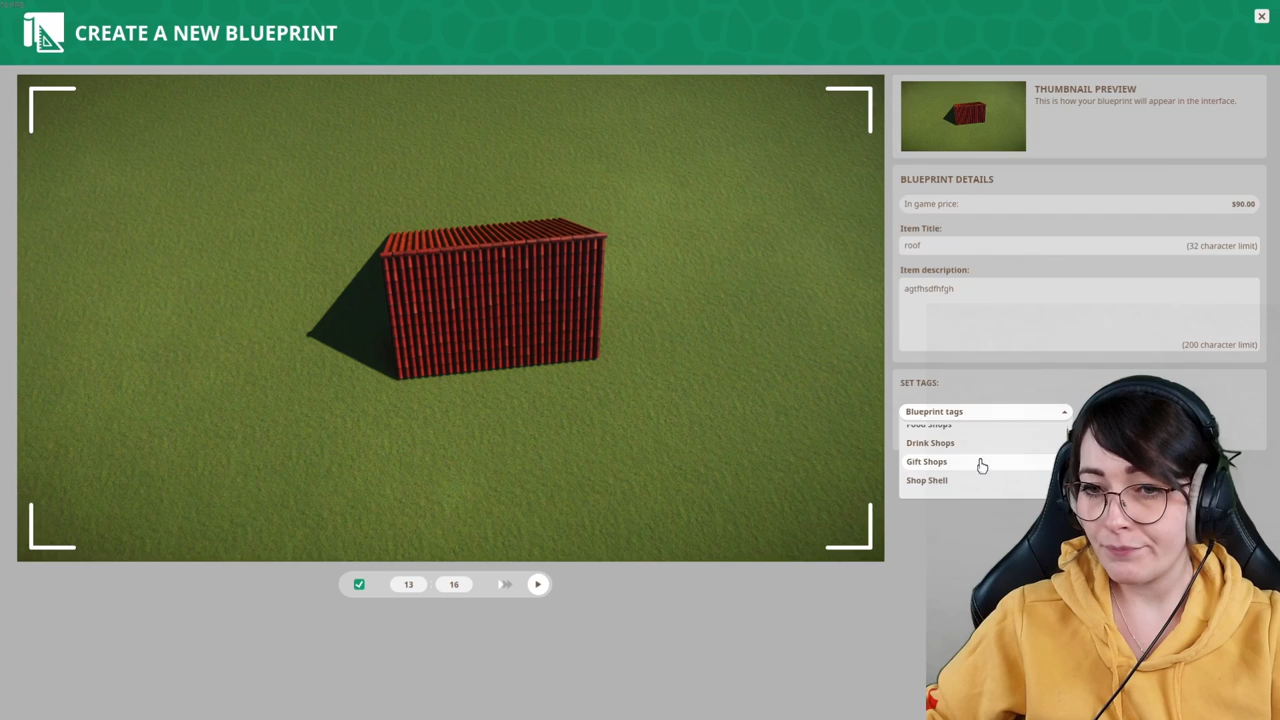 CREATE A NEW BLUEPRINT
THUMBNAIL PREVIEW
This is how your blueprint will appear in the interface.
BLUEPRINT DETAILS
In game price: $90.00
Item Title:
roof (32 character limit)
Item description:
agtfhsdfhfgh
(200 character limit)
SET TAGS:
Blueprint tags
Food Shops
Drink Shops
Gift Shops
Shop Shell
13 16